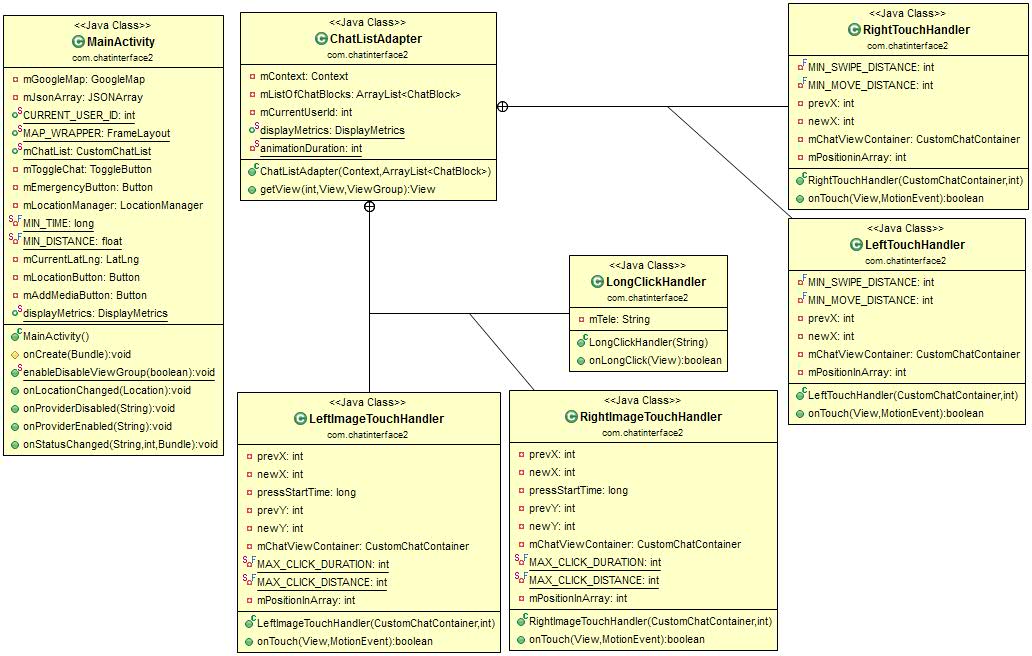 <<Java Class>>
MainActivity
com.chatinterface2
mGoogleMap: GoogleMap
mJsonArray: JSONArray
CURRENT_USER_ID: int
MAP_WRAPPER: FrameLayout
mChatList: CustomChatList
mToggleChat: ToggleButton
mEmergencyButton: Button
mLocationManager: LocationManager
MIN_TIME: long
MIN_DISTANCE: float
mCurrentLatLng: LatLng
mLocationButton: Button
mAddMediaButton: Button
displayMetrics: DisplayMetrics
MainActivity()
onCreate(Bundle):void
enableDisableViewGroup(boolean):void
onLocationChanged(Location):void
onProviderDisabled(String):void
onProviderEnabled(String):void
onStatusChanged(String,int,Bundle):void
<<Java Class>>
ChatListAdapter
com.chatinterface2
mContext: Context
mListOfChatBlocks: ArrayList<ChatBlock>
mCurrentUserId: int
displayMetrics: DisplayMetrics
animationDuration: int
ChatListAdapter(Context,ArrayList<ChatBlock>)
getView(int,View,ViewGroup):View
<<Java Class>>
RightTouchHandler
com.chatinterface2
MIN_SWIPE_DISTANCE: int
MIN_MOVE_DISTANCE: int
prevX: int
newX: int
mChatViewContainer: CustomChatContainer
mPositioninArray: int
RightTouchHandler(CustomChatContainer,int)
onTouch(View,MotionEvent):boolean
<<Java Class>>
LeftTouchHandler
com.chatinterface2
MIN_SWIPE_DISTANCE: int
MIN_MOVE_DISTANCE: int
prevX: int
newX: int
mChatViewContainer: CustomChatContainer
mPositionInArray: int
LeftTouchHandler(CustomChatContainer,int)
onTouch(View,MotionEvent):boolean
<<Java Class>>
LongClickHandler
com.chatinterface2
mTele: String
LongClickHandler(String)
onLongClick(View):boolean
<<Java Class>>
LeftImageTouchHandler
com.chatinterface2
prevX: int
newX: int
pressStartTime: long
prevY: int
newY: int
mChatViewContainer: CustomChatContainer
MAX_CLICK_DURATION: int
MAX_CLICK_DISTANCE: int
mPositionInArray: int
LeftImageTouchHandler(CustomChatContainer,int)
onTouch(View,MotionEvent):boolean
<<Java Class>>
RightImageTouchHandler
com.chatinterface2
prevX: int
newX: int
pressStartTime: long
prevY: int
newY: int
mChatViewContainer: CustomChatContainer
MAX_CLICK_DURATION: int
MAX_CLICK_DISTANCE: int
mPositionInArray: int
RightImageTouchHandler(CustomChatContainer,int)
onTouch(View,MotionEvent):boolean